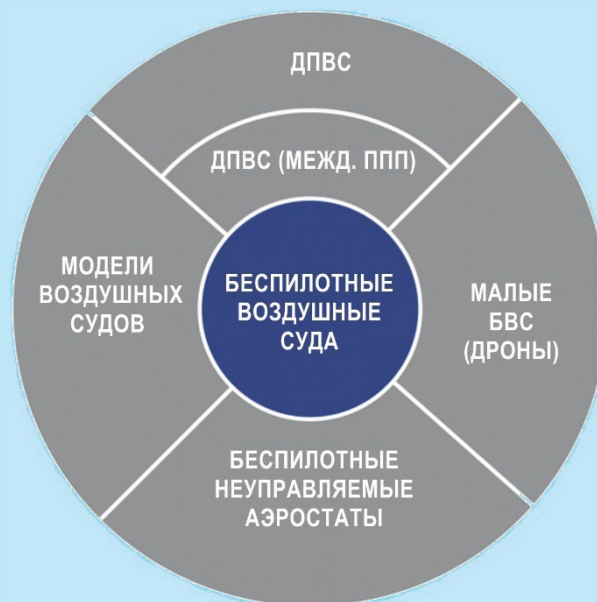 ДПВС
ДПВС (МЕЖД. ППП)
МОДЕЛИ
ВОЗДУШНЫХ
СУДОВ
БЕСПИЛОТНЫЕ
ВОЗДУШНЫЕ
СУДА
МАЛЫЕ
БВС
(ДРОНЫ)
БЕСПИЛОТНЫЕ
НЕУПРАВЛЯЕМЫЕ
АЭРОСТАТЫ